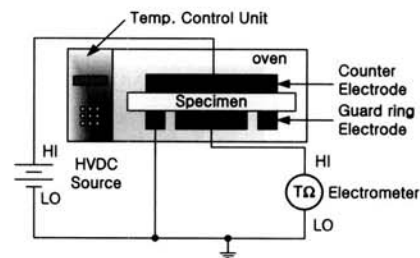 Temp. Control Unit
oven
Counter
Electrode
Specimen
Guard ring
Electrode
HI
HVDC
Source
LO
HI
TΩ
Electrometer
LO